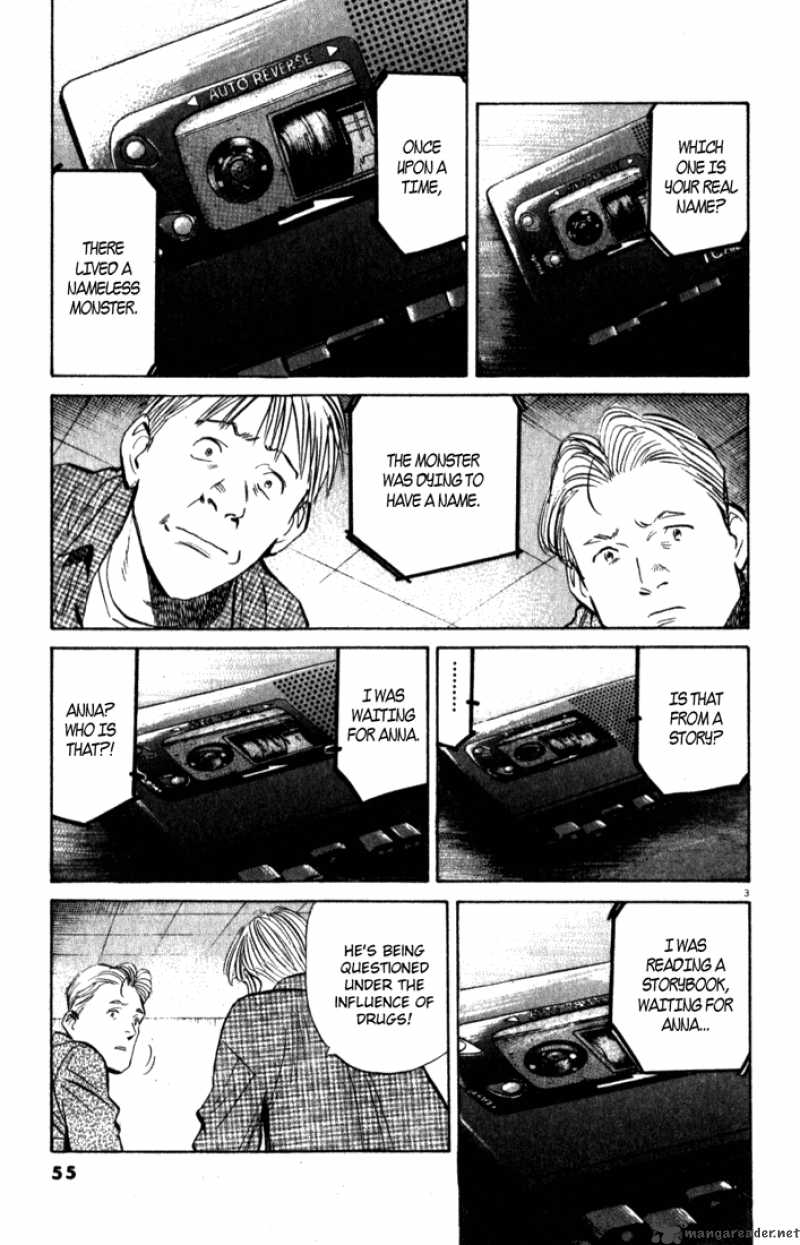 WHICH
ONE IS
YOUR REAL
NAME?
AUTO REVERSE
ONCE
UPON A
TIME,
THERE
LIVED A
NAMELESS
MONSTER.
THE MONSTER
WAS DYING TO
HAVE A NAME.
IS THAT
FROM A
STORY?
........
I WAS
WAITING
FOR ANNA.
ANNA?
WHO IS
THAT?!
3
I WAS
READING A
STORYBOOK,
WAITING FOR
ANNA...
HE'S BEING
QUESTIONED
UNDER THE
INFLUENCE OF
DRUGS!
55
mangareader.net